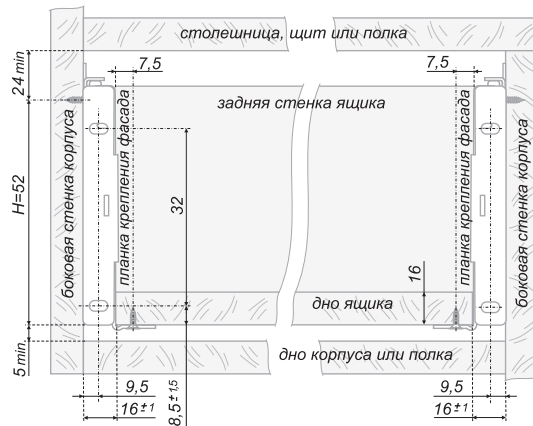 столешница, щит или полка
24 min
7,5
7,5
задняя стенка ящика
боковая стенка корпуса
планка крепления фасада
планка крепления фасада
боковая стенка корпуса
H=52
32
16
дно ящика
дно корпуса или полка
5 min
9,5
9,5
16±1
8,5±1,5
16±1